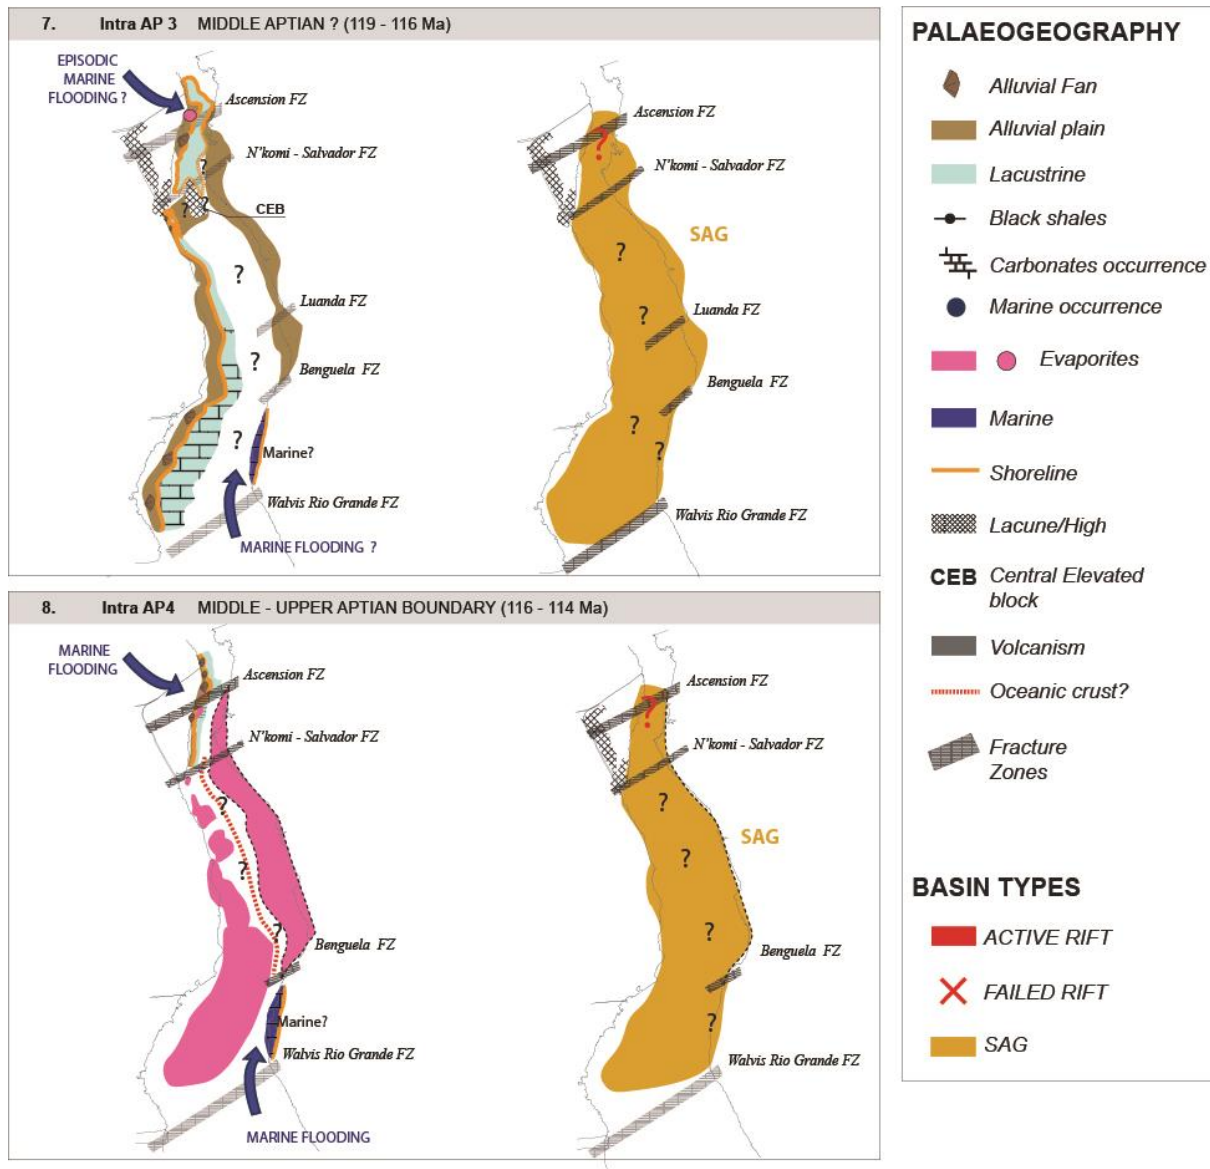 7. Intra AP 3 MIDDLE APTIAN ? (119 - 116 Ma)
EPISODIC
MARINE
FLOODING ?
Ascension FZ
N'komi - Salvador FZ
?
?
?
CEB
?
Luanda FZ
?
Benguela FZ
?
Marine?
Walvis Rio Grande FZ
MARINE FLOODING ?
Ascension FZ
?
N'komi - Salvador FZ
SAG
?
?
Luanda FZ
Benguela FZ
?
?
Walvis Rio Grande FZ
8. Intra AP4 MIDDLE - UPPER APTIAN BOUNDARY (116 - 114 Ma)
MARINE
FLOODING
Ascension FZ
N'komi - Salvador FZ
?
?
?
Benguela FZ
Marine?
Walvis Rio Grande FZ
MARINE FLOODING
Ascension FZ
?
N'komi - Salvador FZ
?
SAG
?
?
Benguela FZ
?
Walvis Rio Grande FZ
PALAEOGEOGRAPHY
Alluvial Fan
Alluvial plain
Lacustrine
Black shales
Carbonates occurrence
Marine occurrence
Evaporites
Marine
Shoreline
Lacune/High
CEB Central Elevated
block
Volcanism
Oceanic crust?
Fracture
Zones
BASIN TYPES
ACTIVE RIFT
FAILED RIFT
SAG